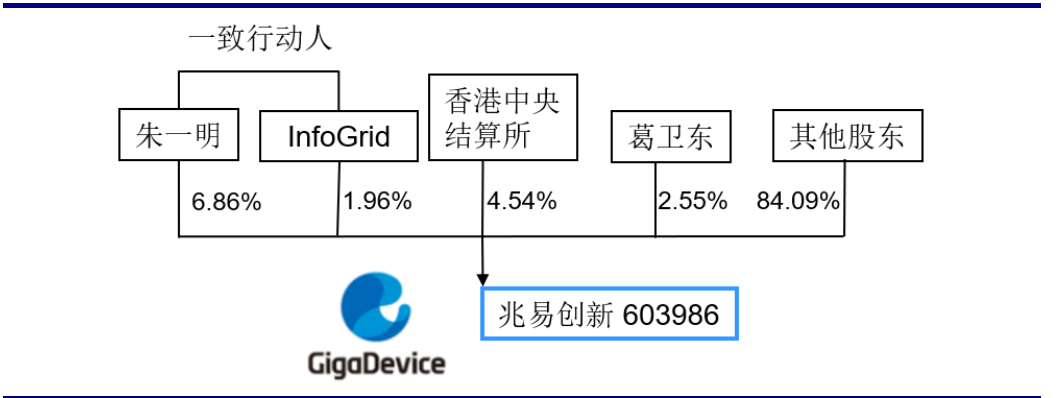 一致行动人
朱一明
InfoGrid
香港中央
结算所
葛卫东
其他股东
6.86%
1.96%
4.54%
2.55%
84.09%
兆易创新 603986
GigaDevice